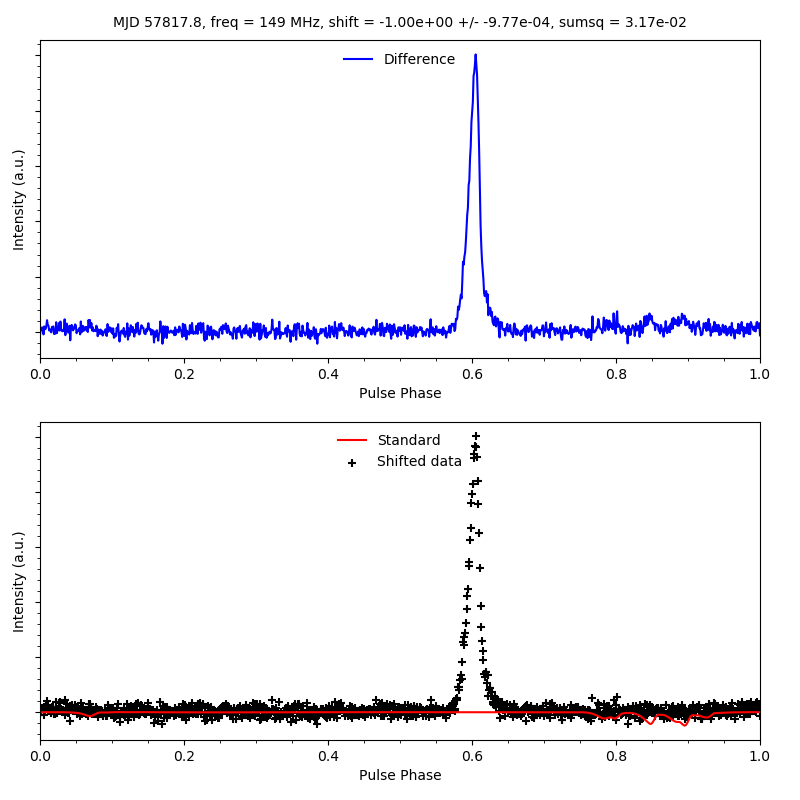 MJD 57817.8, freq = 149 MHz, shift = -1.00e+00 +/- -9.77e-04, sumsq = 3.17e-02
Difference
Intensity (a.u.)
0.0 0.2 0.4 0.6 0.8 1.0
Pulse Phase
Standard
Shifted data
Intensity (a.u.)
0.0 0.2 0.4 0.6 0.8 1.0
Pulse Phase